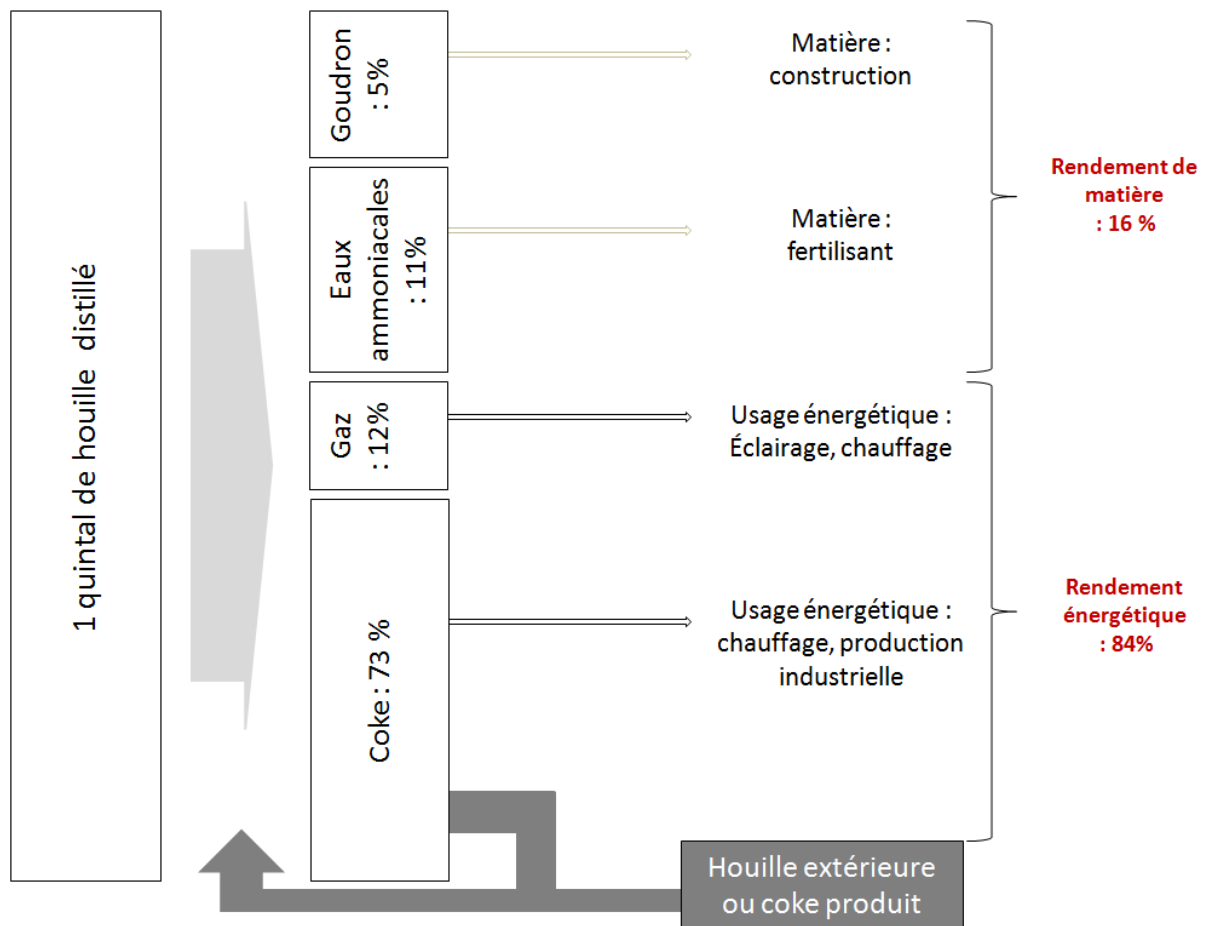 1 quintal de houille distillé
Goudron
: 5%
Matière :
construction
Eaux
ammoniacales
: 11%
Matière :
fertilisant
Rendement de
matière
: 16 %
Gaz
: 12%
Usage énergétique :
Éclairage, chauffage
Coke : 73 %
Usage énergétique :
chauffage, production
industrielle
Rendement
énergétique
: 84%
Houille extérieure
ou coke produit